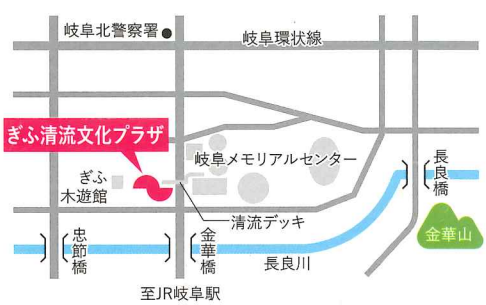 岐阜北警察署
岐阜環状線
ぎふ清流文化プラザ
岐阜メモリアルセンター
長良橋
ぎふ
木遊館
清流デッキ
金華山
忠節橋
金華橋
長良川
至JR岐阜駅